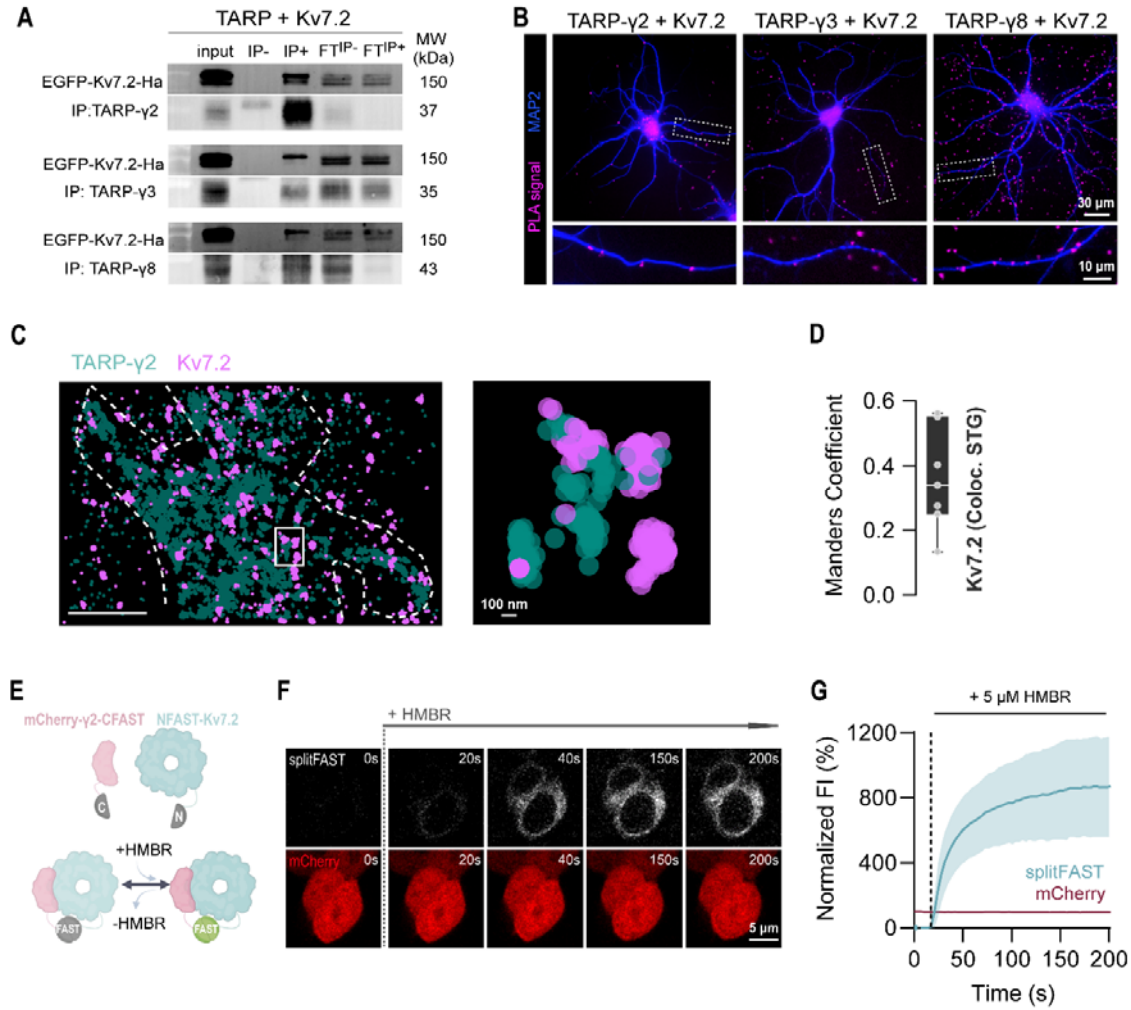 A
TARP + Kv7.2
input IP- IP+ FTIP- FTIP+ MW (kDa)
EGFP-Kv7.2-Ha 150
IP:TARP-γ2 37
EGFP-Kv7.2-Ha 150
IP: TARP-γ3 35
EGFP-Kv7.2-Ha 150
IP: TARP-γ8 43
B
TARP-γ2 + Kv7.2 TARP-γ3 + Kv7.2 TARP-γ8 + Kv7.2
PLA signal MAP2
30 µm
10 µm
C
TARP-γ2 Kv7.2
100 nm
D
Manders Coefficient
0.6
0.4
0.2
0.0
Kv7.2 (Coloc. STG)
E
mCherry-γ2-CFAST NFAST-Kv7.2
C N
+HMBR
-HMBR
FAST FAST
F
+ HMBR
splitFAST 0s 20s 40s 150s 200s
mCherry 0s 20s 40s 150s 200s
5 µm
G
+ 5 µM HMBR
Normalized FI (%)
1200
800
400
0
splitFAST
mCherry
0 50 100 150 200
Time (s)